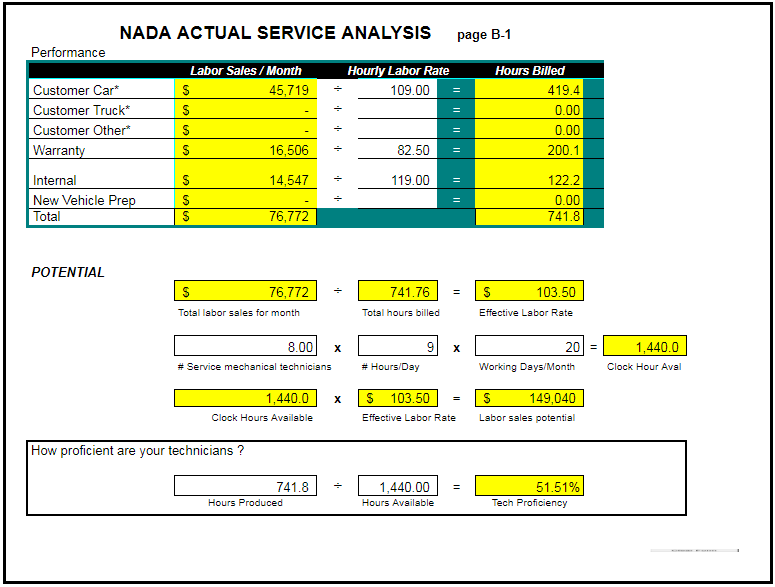 NADA ACTUAL SERVICE ANALYSIS page B-1
Performance
Labor Sales / Month Hourly Labor Rate Hours Billed
Customer Car* $ 45,719 ÷ 109.00 = 419.4
Customer Truck* $ - ÷ = 0.00
Customer Other* $ - ÷ = 0.00
Warranty $ 16,506 ÷ 82.50 = 200.1
Internal $ 14,547 ÷ 119.00 = 122.2
New Vehicle Prep $ - ÷ = 0.00
Total $ 76,772 741.8
POTENTIAL
$ 76,772 ÷ 741.76 = $ 103.50
Total labor sales for month Total hours billed Effective Labor Rate
8.00 x 9 x 20 = 1,440.0
# Service mechanical technicians # Hours/Day Working Days/Month Clock Hour Aval
1,440.0 x $ 103.50 = $ 149,040
Clock Hours Available Effective Labor Rate Labor sales potential
How proficient are your technicians ?
741.8 ÷ 1,440.00 = 51.51%
Hours Produced Hours Available Tech Proficiency